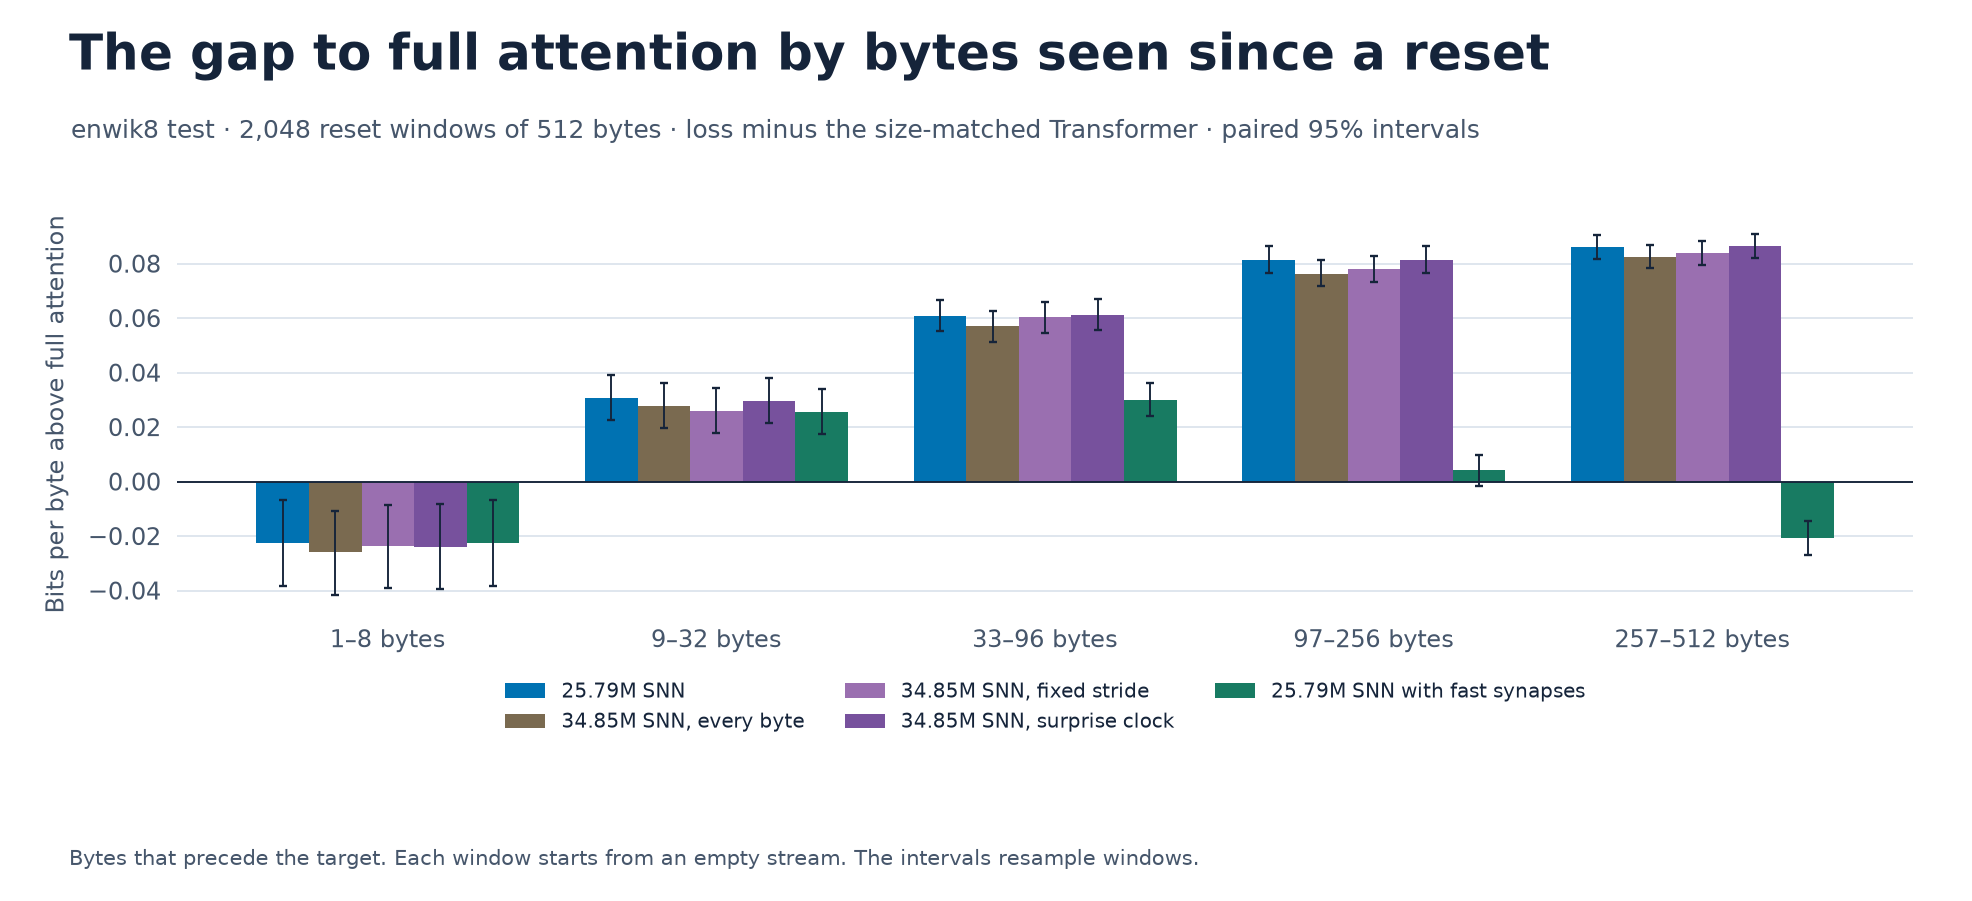 The gap to full attention by bytes seen since a reset
enwik8 test · 2,048 reset windows of 512 bytes · loss minus the size-matched Transformer · paired 95% intervals
Bits per byte above full attention
0.08
0.06
0.04
0.02
0.00
−0.02
−0.04
1–8 bytes
9–32 bytes
33–96 bytes
97–256 bytes
257–512 bytes
25.79M SNN
34.85M SNN, every byte
34.85M SNN, fixed stride
34.85M SNN, surprise clock
25.79M SNN with fast synapses
Bytes that precede the target. Each window starts from an empty stream. The intervals resample windows.